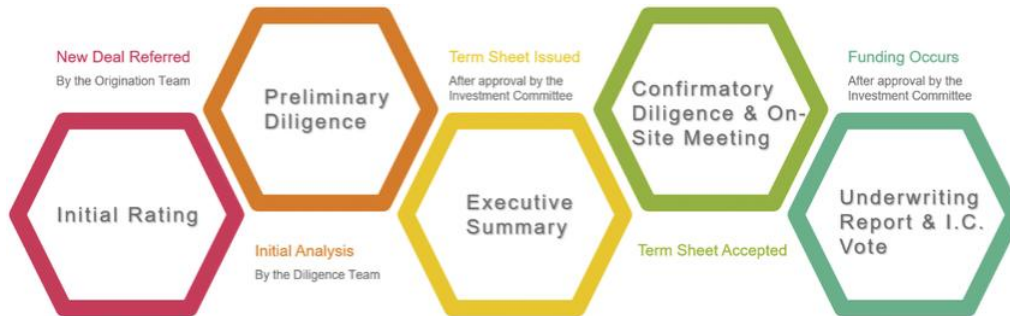 New Deal Referred
By the Origination Team
Initial Rating
Preliminary
Diligence
Initial Analysis
By the Diligence Team
Term Sheet Issued
After approval by the
Investment Committee
Executive
Summary
Confirmatory
Diligence & On-
Site Meeting
Term Sheet Accepted
Funding Occurs
After approval by the
Investment Committee
Underwriting
Report & I.C.
Vote